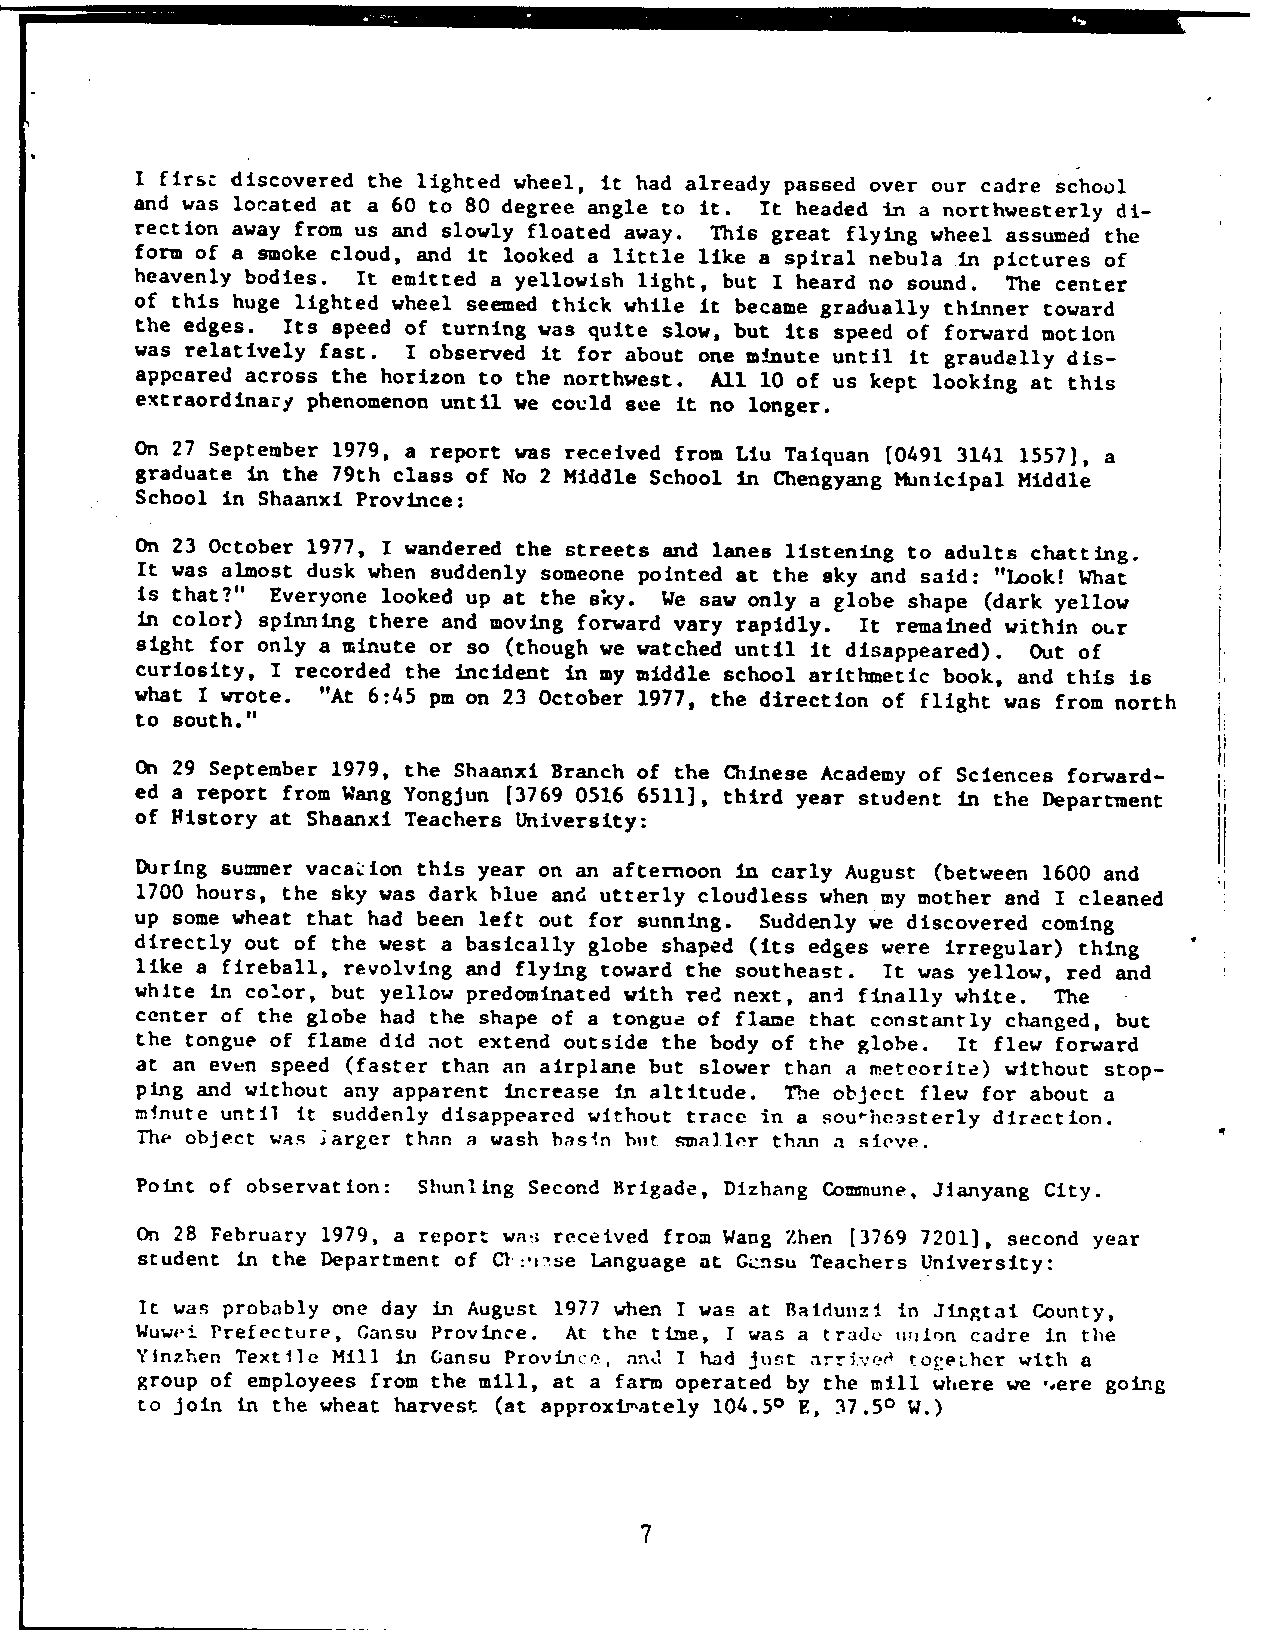 I first discovered the lighted wheel, it had already passed over our cadre school
and was located at a 60 to 80 degree angle to it. It headed in a northwesterly di-
rection away from us and slowly floated away. This great flying wheel assumed the
form of a smoke cloud, and it looked a little like a spiral nebula in pictures of
heavenly bodies. It emitted a yellowish light, but I heard no sound. The center
of this huge lighted wheel seemed thick while it became gradually thinner toward
the edges. Its speed of turning was quite slow, but its speed of forward motion
was relatively fast. I observed it for about one minute until it graudally dis-
appeared across the horizon to the northwest. All 10 of us kept looking at this
extraordinary phenomenon until we could see it no longer.
On 27 September 1979, a report was received from Liu Taiquan [0491 3141 1557], a
graduate in the 79th class of No 2 Middle School in Chengyang Municipal Middle
School in Shaanxi Province:
On 23 October 1977, I wandered the streets and lanes listening to adults chatting.
It was almost dusk when suddenly someone pointed at the sky and said: "Look! What
is that?" Everyone looked up at the sky. We saw only a globe shape (dark yellow
in color) spinning there and moving forward vary rapidly. It remained within our
sight for only a minute or so (though we watched until it disappeared). Out of
curiosity, I recorded the incident in my middle school arithmetic book, and this is
what I wrote. "At 6:45 pm on 23 October 1977, the direction of flight was from north
to south."
On 29 September 1979, the Shaanxi Branch of the Chinese Academy of Sciences forward-
ed a report from Wang Yongjun [3769 0516 6511], third year student in the Department
of History at Shaanxi Teachers University:
During summer vacation this year on an afternoon in early August (between 1600 and
1700 hours, the sky was dark blue and utterly cloudless when my mother and I cleaned
up some wheat that had been left out for sunning. Suddenly we discovered coming
directly out of the west a basically globe shaped (its edges were irregular) thing
like a fireball, revolving and flying toward the southeast. It was yellow, red and
white in color, but yellow predominated with red next, and finally white. The
center of the globe had the shape of a tongue of flame that constantly changed, but
the tongue of flame did not extend outside the body of the globe. It flew forward
at an even speed (faster than an airplane but slower than a meteorite) without stop-
ping and without any apparent increase in altitude. The object flew for about a
minute until it suddenly disappeared without trace in a southeasterly direction.
The object was larger than a wash basin but smaller than a sieve.
Point of observation: Shunling Second Brigade, Dizhang Commune, Jianyang City.
On 28 February 1979, a report was received from Wang Zhen [3769 7201], second year
student in the Department of Chinese Language at Gansu Teachers University:
It was probably one day in August 1977 when I was at Baidunzi in Jingtai County,
Wuwei Prefecture, Gansu Province. At the time, I was a trade union cadre in the
Yinzhen Textile Mill in Gansu Province, and I had just arrived together with a
group of employees from the mill, at a farm operated by the mill where we were going
to join in the wheat harvest (at approximately 104.5° E, 37.5° W.)
7